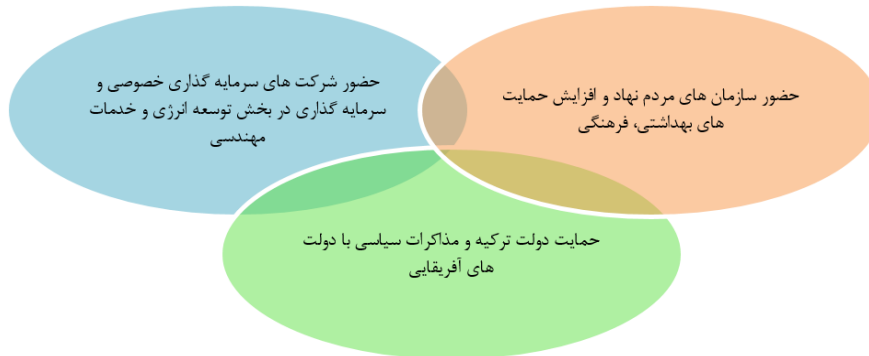 حضور سازمان های مردم نهاد و افزایش حمایت
های بهداشتی، فرهنگی
حضور شرکت های سرمایه گذاری خصوصی و
سرمایه گذاری در بخش توسعه انرژی و خدمات
مهندسی
حمایت دولت ترکیه و مذاکرات سیاسی با دولت
های آفریقایی